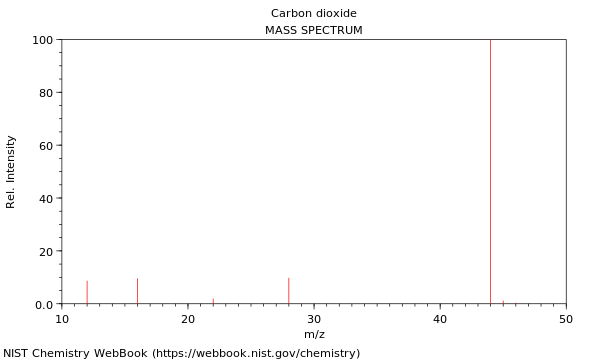 Carbon dioxide
MASS SPECTRUM
100
80
60
40
20
0.0
Rel. Intensity
10 20 30 40 50
m/z
NIST Chemistry WebBook (https://webbook.nist.gov/chemistry)